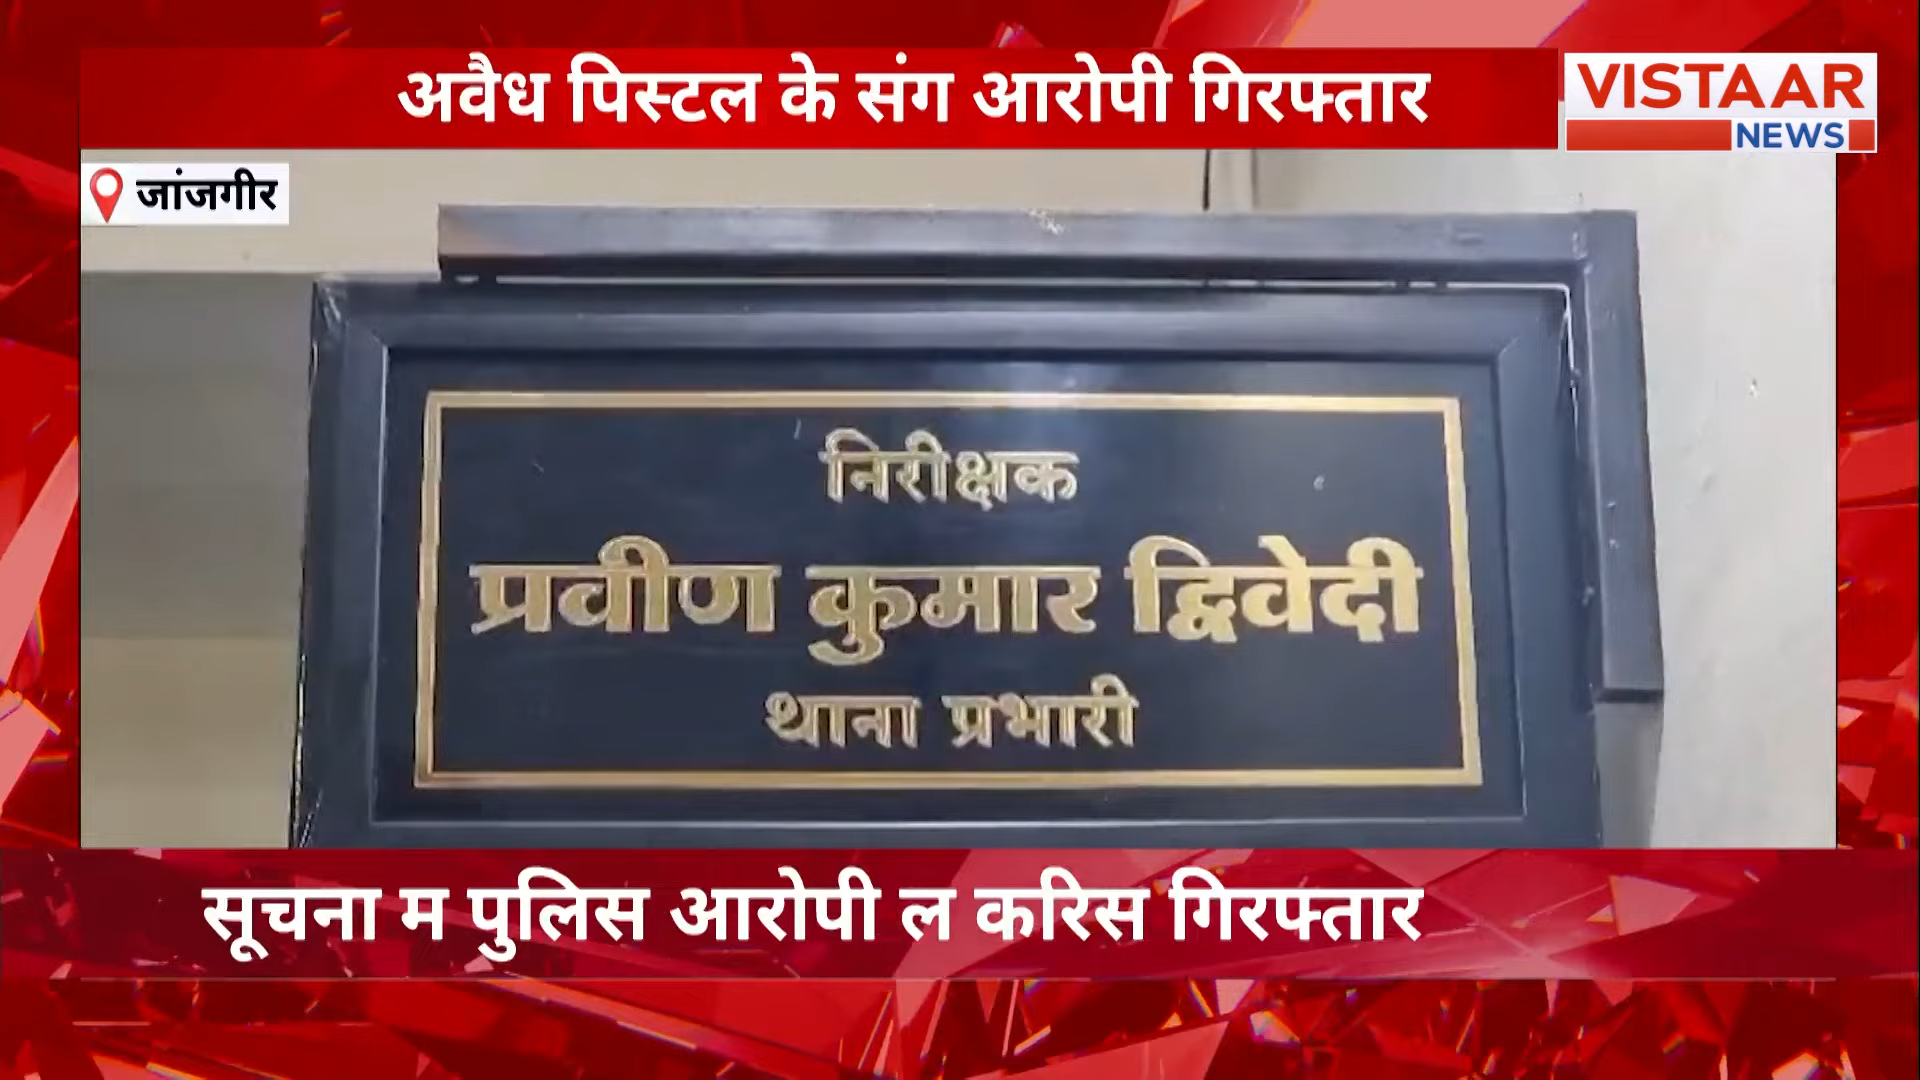 अवैध पिस्टल के संग आरोपी गिरफ्तार
VISTAAR
NEWS
जांजगीर
निरीक्षक
प्रवीण कुमार द्विवेदी
थाना प्रभारी
सूचना म पुलिस आरोपी ल करिस गिरफ्तार